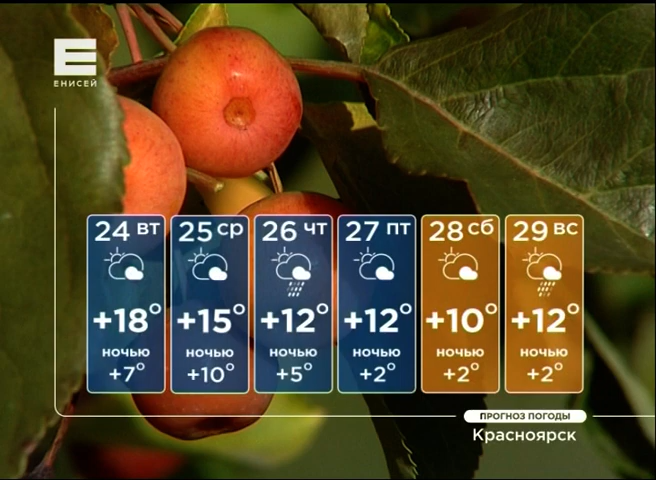 Е
ЕНИСЕЙ
24 ВТ
+18°
ночью
+7°
25 СР
+15°
ночью
+10°
26 ЧТ
+12°
ночью
+5°
27 ПТ
+12°
ночью
+2°
28 СБ
+10°
ночью
+2°
29 ВС
+12°
ночью
+2°
ПРОГНОЗ ПОГОДЫ
Красноярск